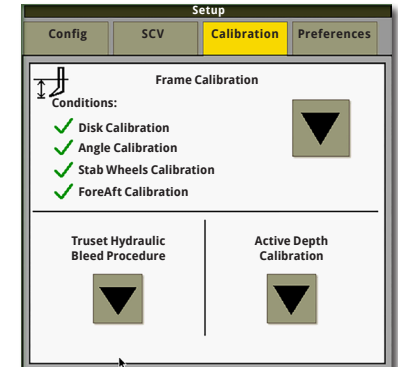 Setup
Config
SCV
Calibration
Preferences
Frame Calibration
Conditions:
Disk Calibration
Angle Calibration
Stab Wheels Calibration
ForeAft Calibration
Truset Hydraulic
Bleed Procedure
Active Depth
Calibration